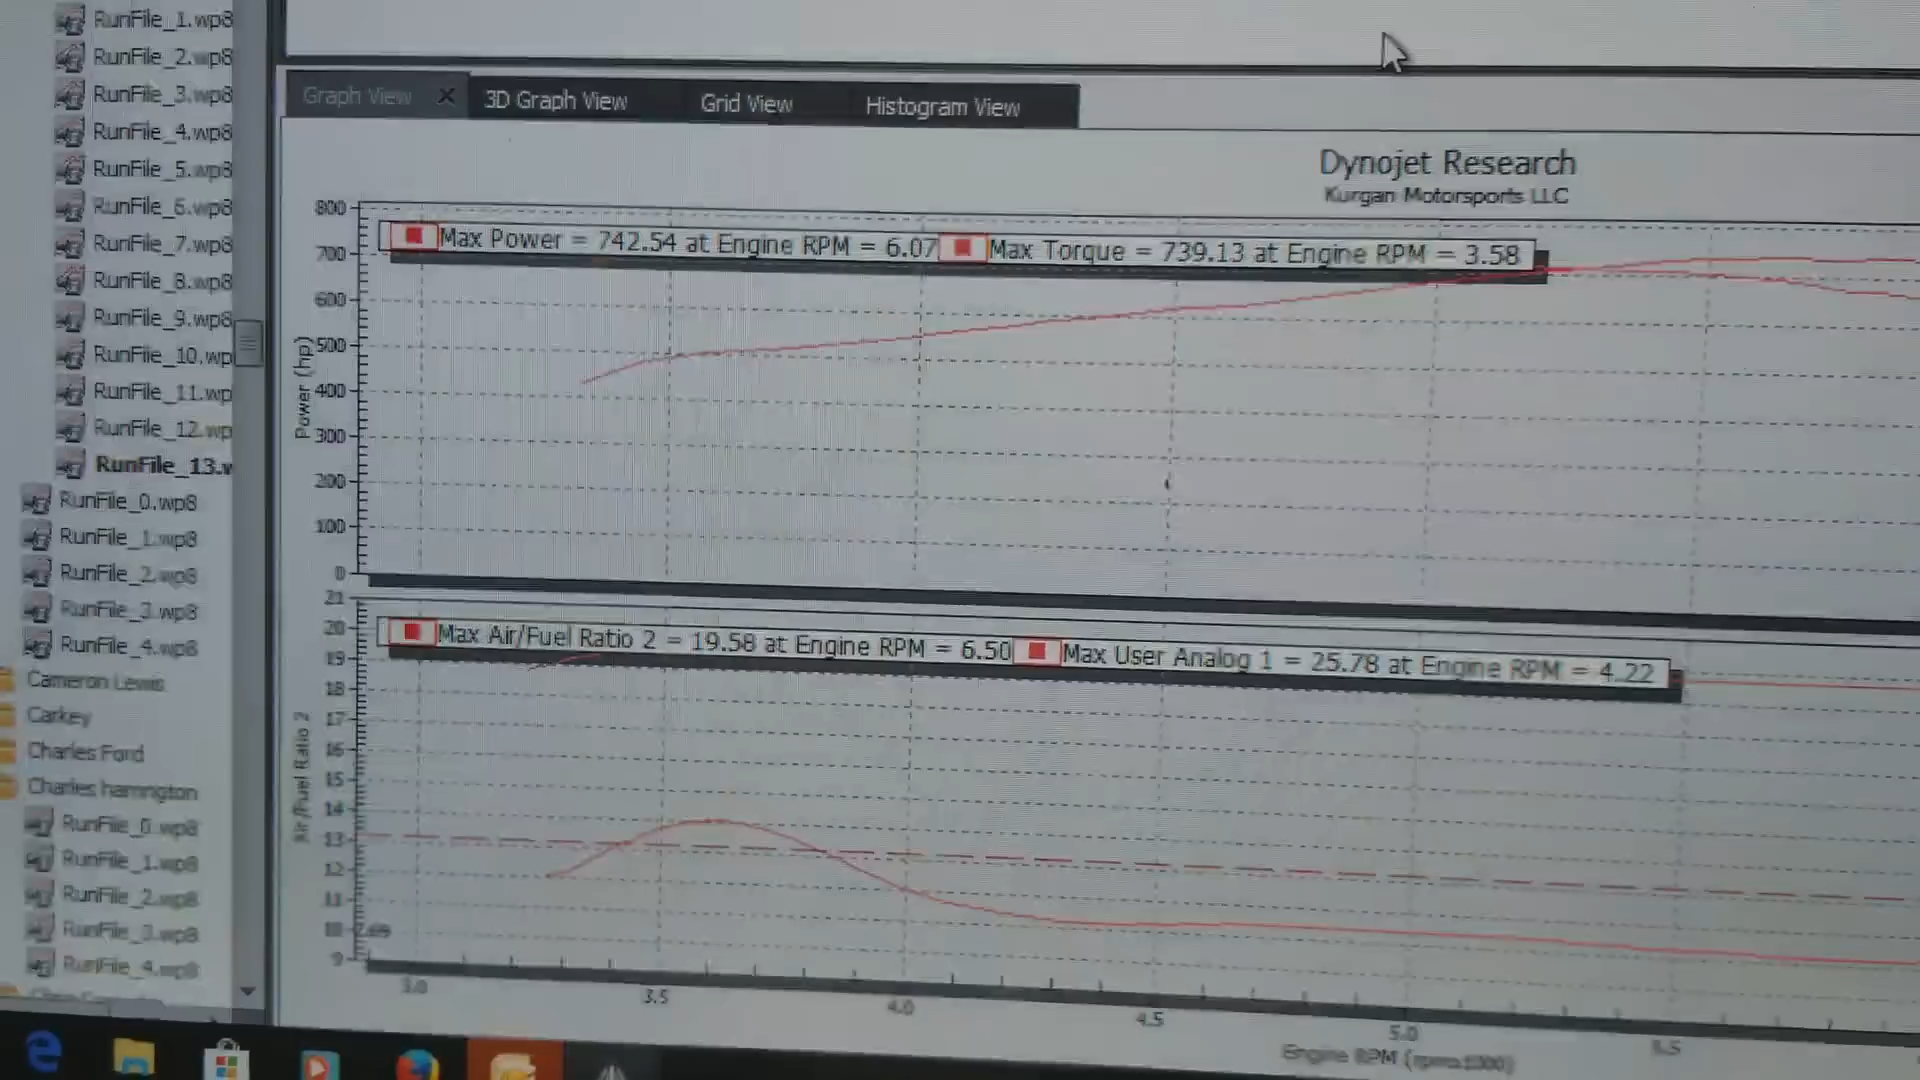 RunFile_1.wp8
RunFile_2.wp8
RunFile_3.wp8
RunFile_4.wp8
RunFile_5.wp8
RunFile_6.wp8
RunFile_7.wp8
RunFile_8.wp8
RunFile_9.wp8
RunFile_10.wp
RunFile_11.wp
RunFile_12.wp
RunFile_13.w
RunFile_0.wp8
RunFile_1.wp8
RunFile_2.wp8
RunFile_3.wp8
RunFile_4.wp8
Cameron Lewis
Carkey
Charles Ford
Charles harrington
RunFile_0.wp8
RunFile_1.wp8
RunFile_2.wp8
RunFile_3.wp8
RunFile_4.wp8
Graph View 3D Graph View Grid View Histogram View
Dynojet Research
Kurgan Motorsports LLC
Max Power = 742.54 at Engine RPM = 6.07 Max Torque = 739.13 at Engine RPM = 3.58
Power (hp)
800
700
600
500
400
300
200
100
0
Max Air/Fuel Ratio 2 = 19.58 at Engine RPM = 6.50 Max User Analog 1 = 25.78 at Engine RPM = 4.22
Air/Fuel Ratio 2
21
20
19
18
17
16
15
14
13
12
11
10
9
3.0 3.5 4.0 4.5 5.0 5.5
Engine RPM (rpmx1000)